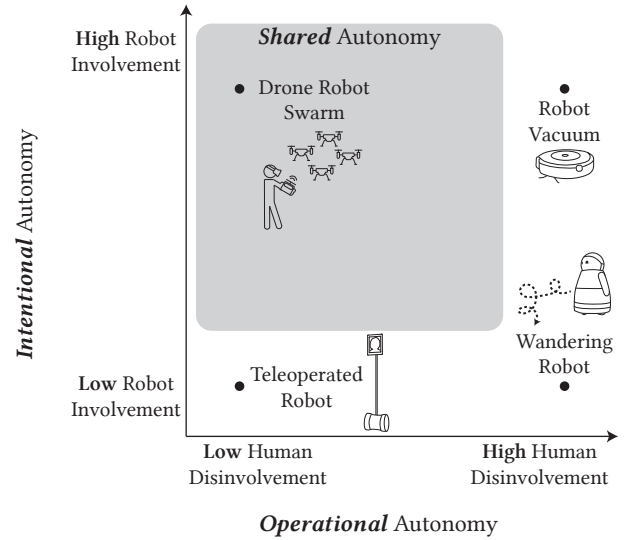 Shared Autonomy
High Robot
Involvement
Drone Robot
Swarm
Robot
Vacuum
Intentional Autonomy
Wandering
Robot
Teleoperated
Robot
Low Robot
Involvement
Low Human
Disinvolvement
High Human
Disinvolvement
Operational Autonomy